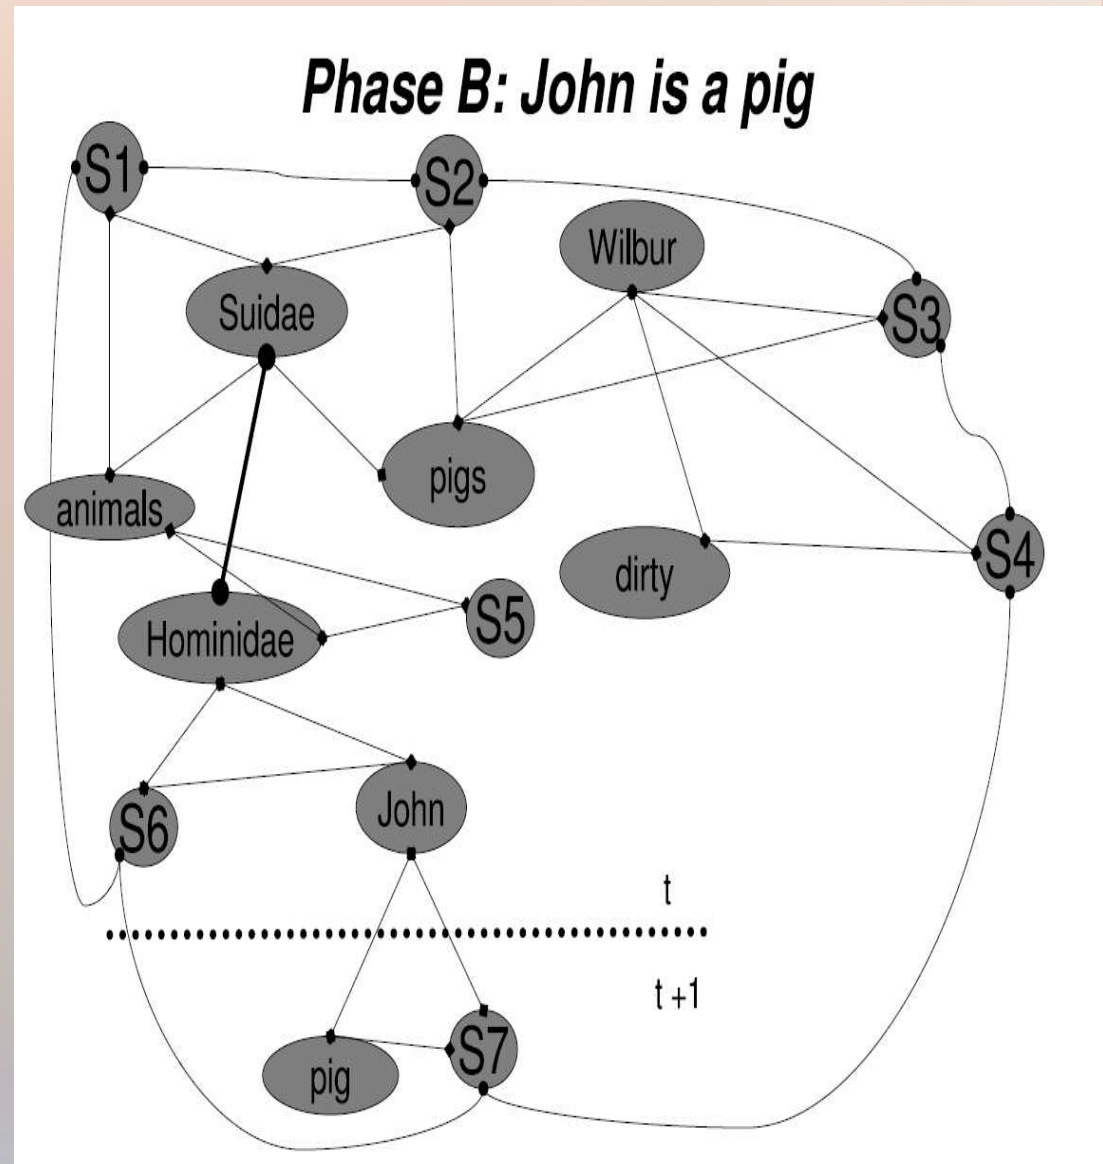 Phase B: John is a pig
S1
S2
Wilbur
Suidae
S3
pigs
animals
S4
dirty
S5
Hominidae
John
S6
t
t +1
S7
pig